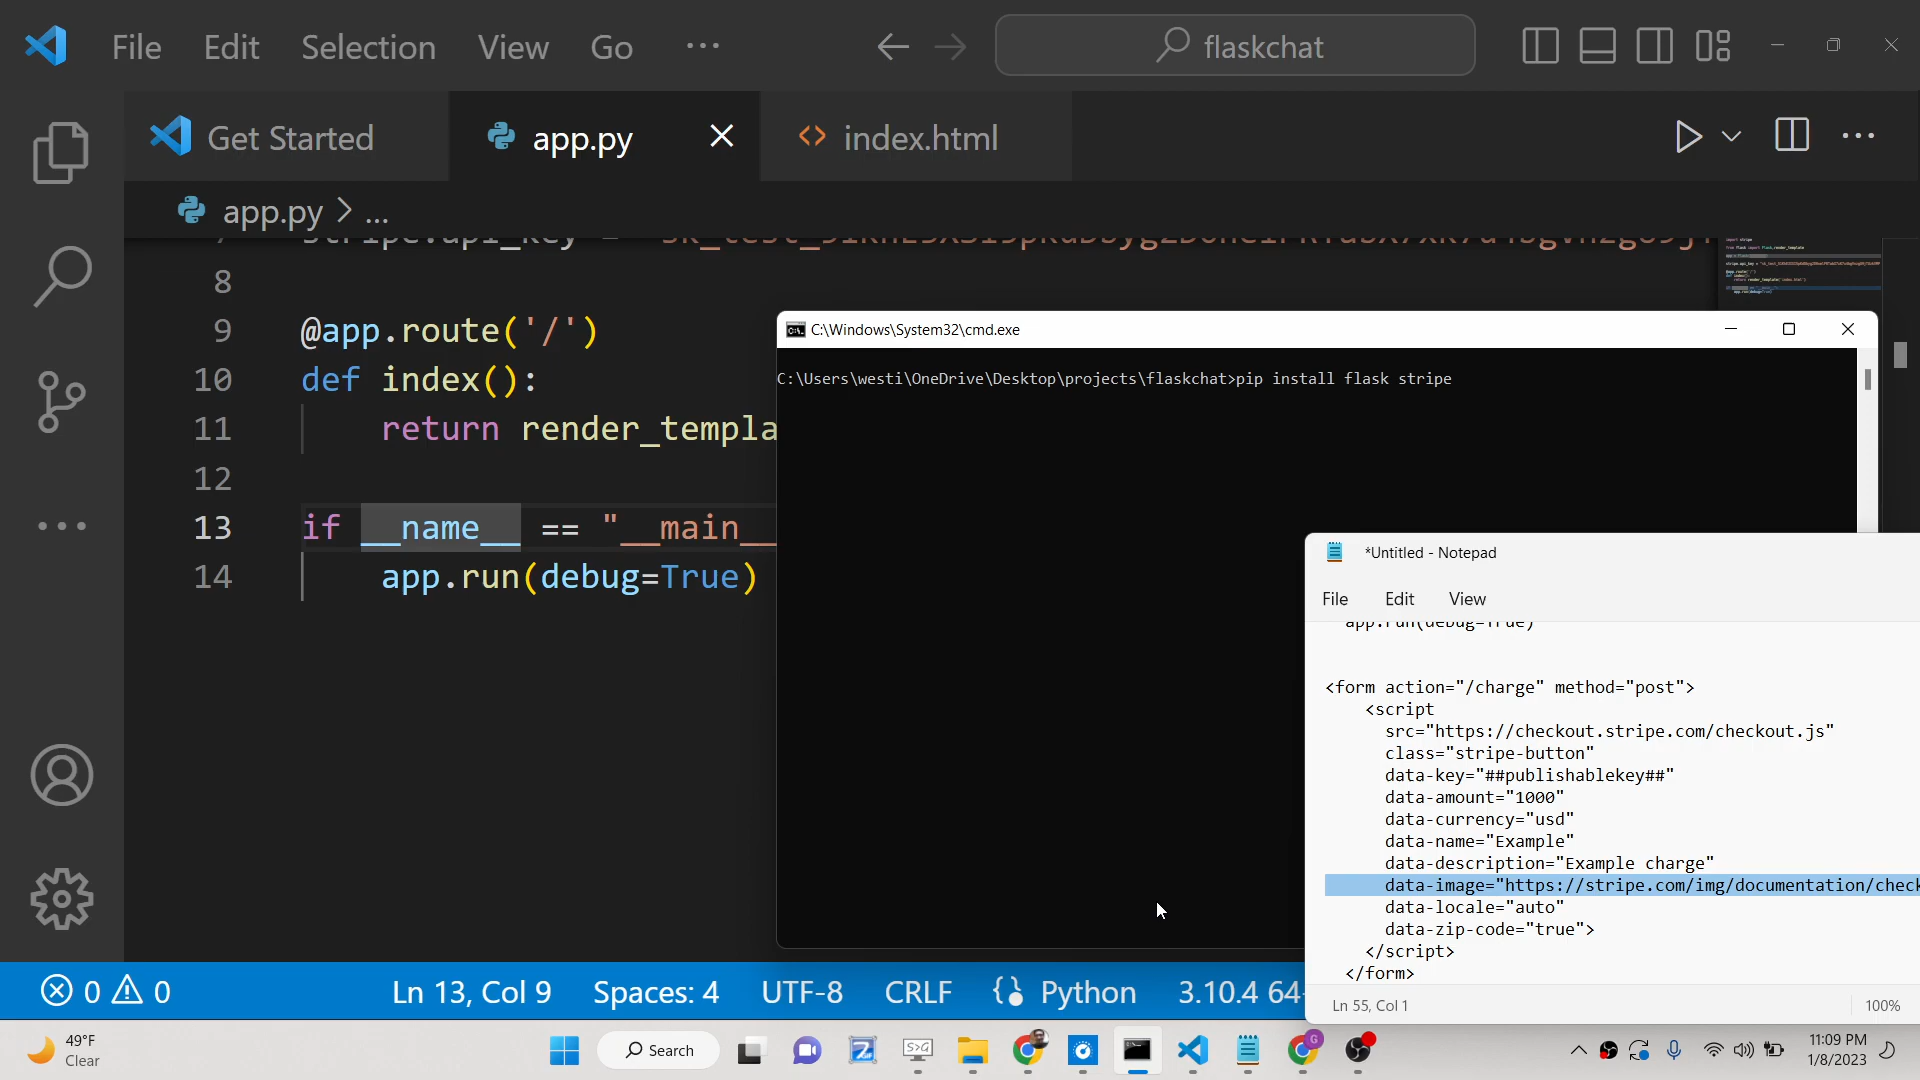 File Edit Selection View Go ... flaskchat
Get Started app.py index.html
app.py > ...
8
9 @app.route('/')
10 def index():
11 return render_templa
12
13 if __name__ == "__main__
14 app.run(debug=True)
C:\Windows\System32\cmd.exe
C:\Users\westi\OneDrive\Desktop\projects\flaskchat>pip install flask stripe
*Untitled - Notepad
File Edit View
app.run(debug=True)
<form action="/charge" method="post">
<script
src="https://checkout.stripe.com/checkout.js"
class="stripe-button"
data-key="##publishablekey##"
data-amount="1000"
data-currency="usd"
data-name="Example"
data-description="Example charge"
data-image="https://stripe.com/img/documentation/check
data-locale="auto"
data-zip-code="true">
</script>
</form>
Ln 55, Col 1 100%
0 0 Ln 13, Col 9 Spaces: 4 UTF-8 CRLF Python 3.10.4 64-
49°F
Clear
Search
11:09 PM
1/8/2023